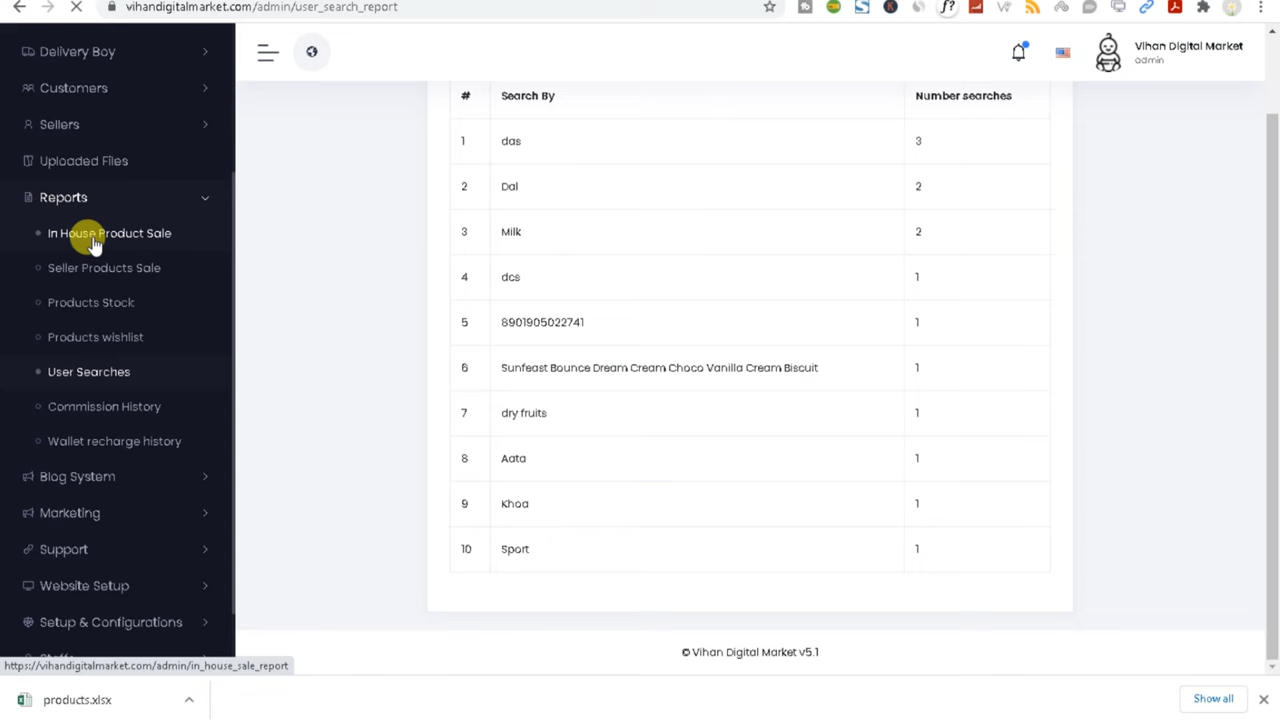 vihandigitalmarket.com/admin/user_search_report
Delivery Boy
Customers
Sellers
Uploaded Files
Reports
In House Product Sale
Seller Products Sale
Products Stock
Products wishlist
User Searches
Commission History
Wallet recharge history
Blog System
Marketing
Support
Website Setup
Setup & Configurations
https://vihandigitalmarket.com/admin/in_house_sale_report
Vihan Digital Market
admin
# Search By Number searches
1 das 3
2 Dal 2
3 Milk 2
4 dcs 1
5 8901905022741 1
6 Sunfeast Bounce Dream Cream Choco Vanilla Cream Biscuit 1
7 dry fruits 1
8 Aata 1
9 Khoa 1
10 Sport 1
© Vihan Digital Market v5.1
products.xlsx
Show all